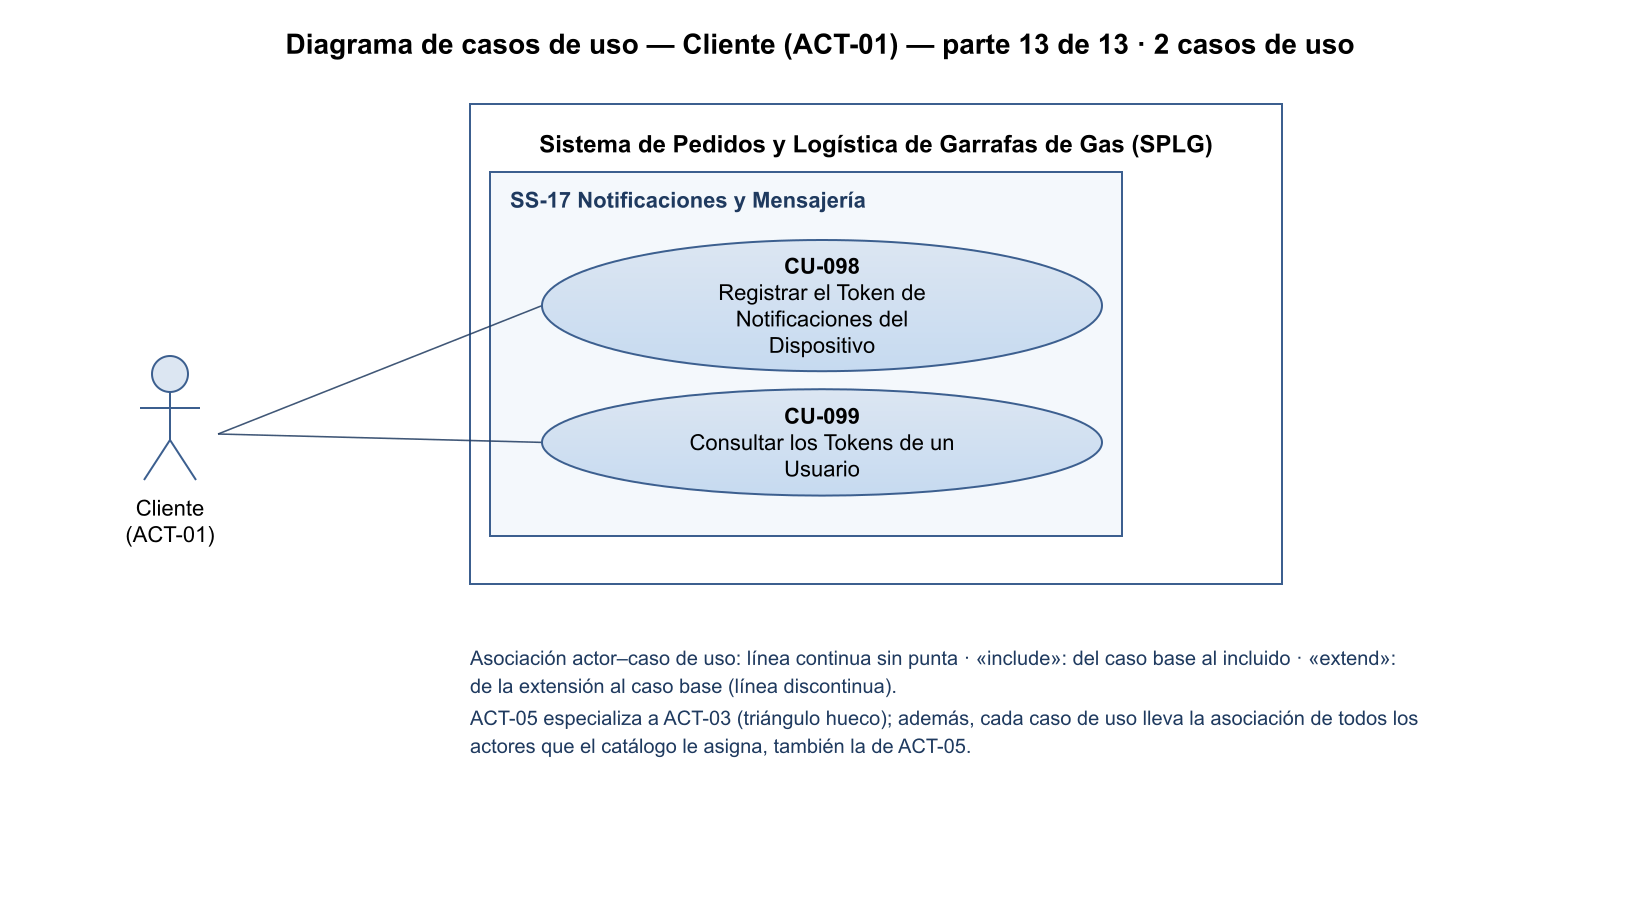 Diagrama de casos de uso — Cliente (ACT-01) — parte 13 de 13 · 2 casos de uso
Sistema de Pedidos y Logística de Garrafas de Gas (SPLG)
SS-17 Notificaciones y Mensajería
CU-098
Registrar el Token de
Notificaciones del
Dispositivo
CU-099
Consultar los Tokens de un
Usuario
Cliente
(ACT-01)
Asociación actor–caso de uso: línea continua sin punta · «include»: del caso base al incluido · «extend»:
de la extensión al caso base (línea discontinua).
ACT-05 especializa a ACT-03 (triángulo hueco); además, cada caso de uso lleva la asociación de todos los
actores que el catálogo le asigna, también la de ACT-05.